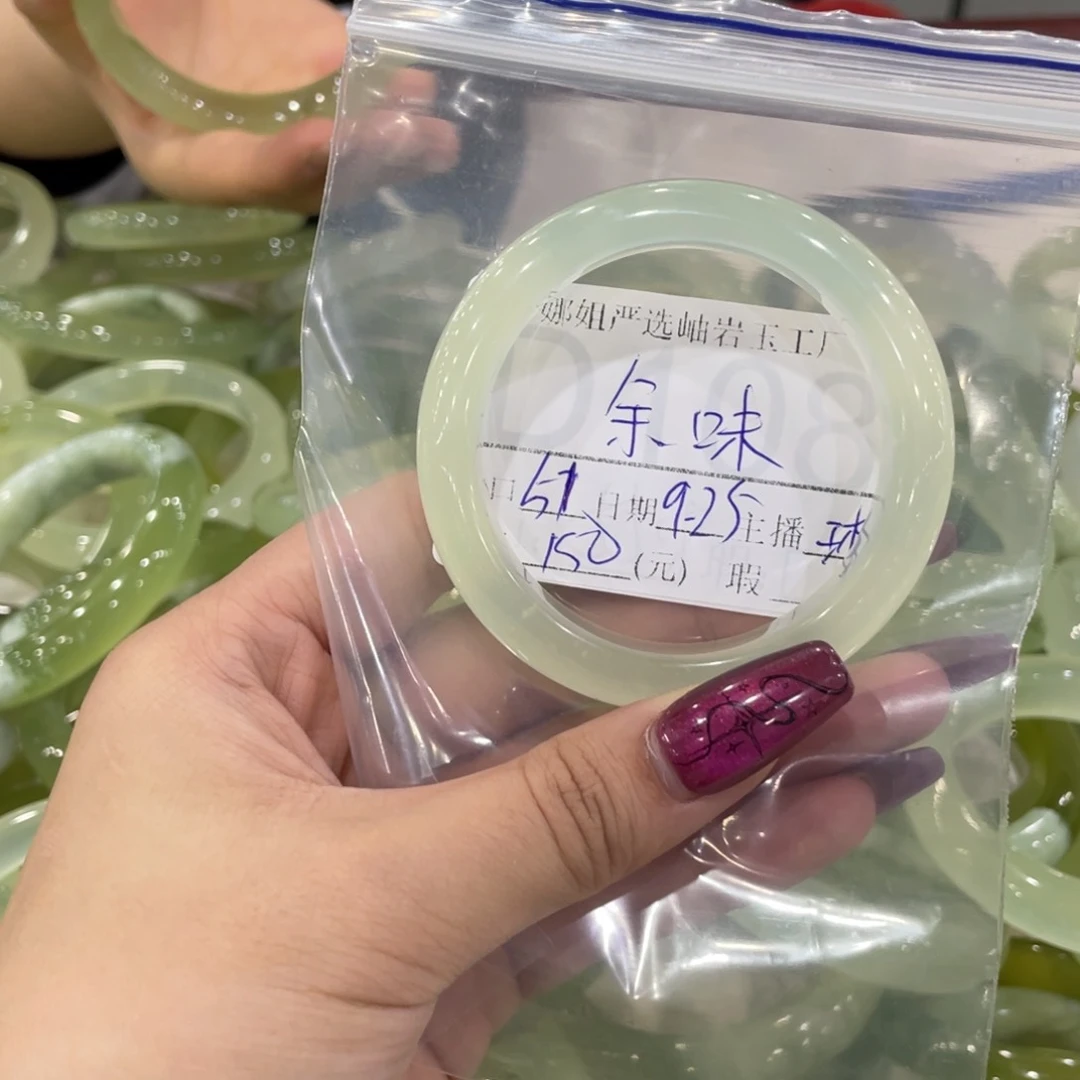 娜姐严选岫岩玉工厂
余味
口 57 日期 9.25 主播
150 (元) 瑕